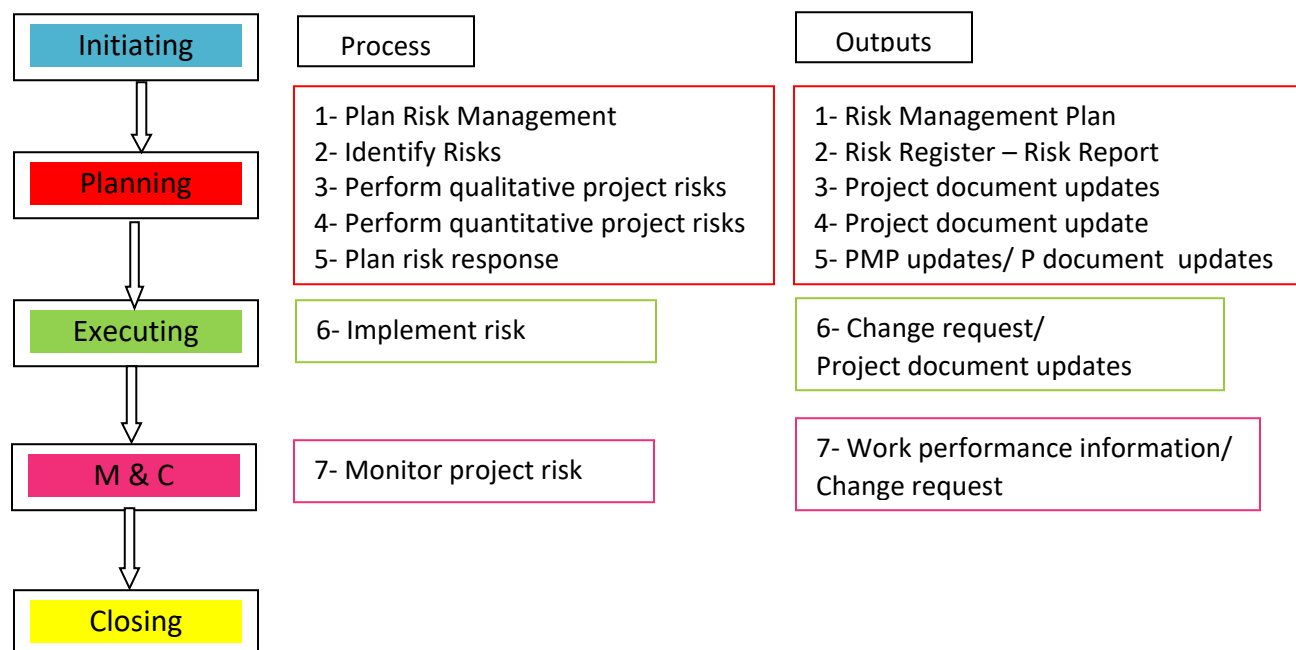 Initiating
Process
Outputs
1- Plan Risk Management
2- Identify Risks
3- Perform qualitative project risks
4- Perform quantitative project risks
5- Plan risk response
1- Risk Management Plan
2- Risk Register – Risk Report
3- Project document updates
4- Project document update
5- PMP updates/ P document updates
Planning
Executing
6- Implement risk
6- Change request/
Project document updates
M & C
7- Monitor project risk
7- Work performance information/
Change request
Closing